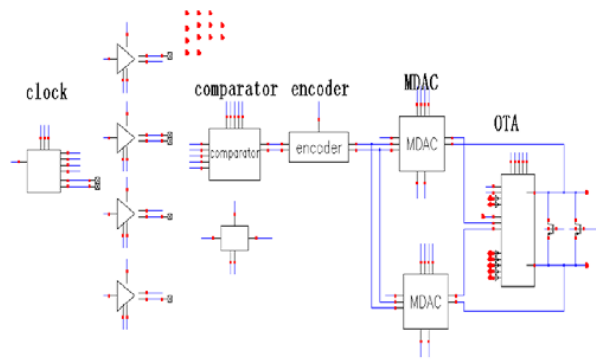 clock
comparator
encoder
MDAC
OTA
comparator
encoder
MDAC
MDAC